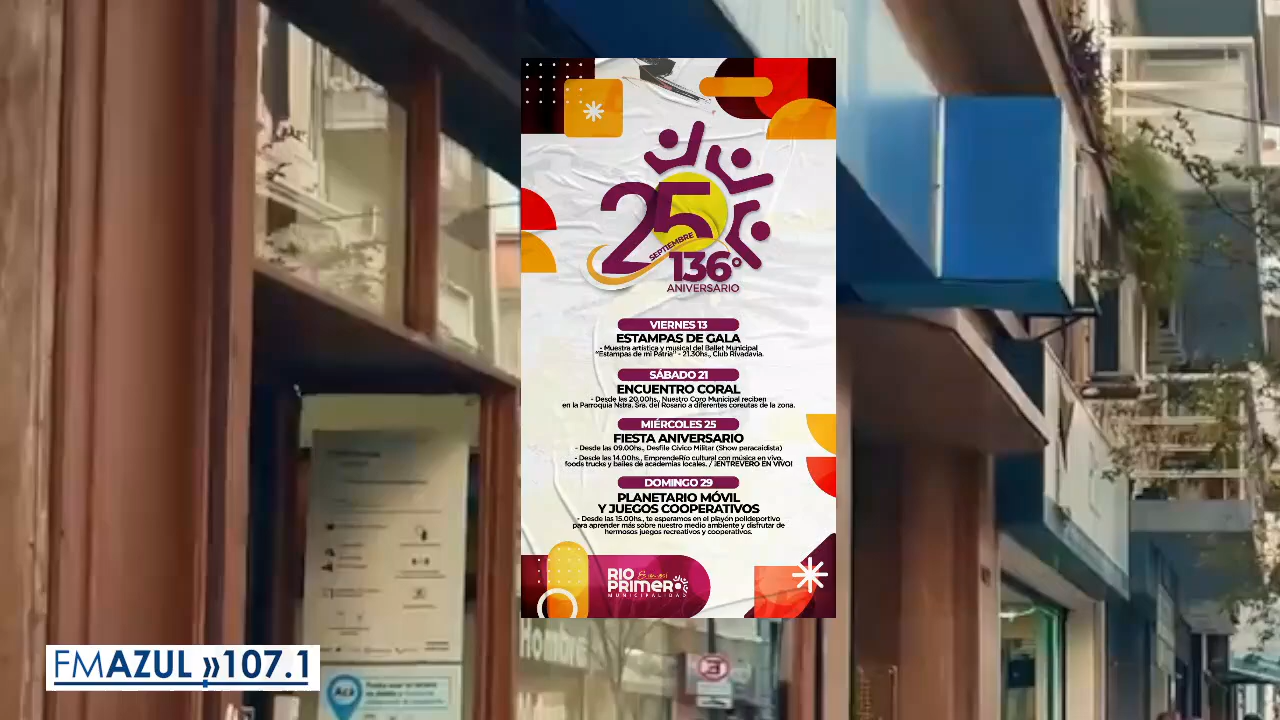 25
SEPTIEMBRE
136°
ANIVERSARIO
VIERNES 13
ESTAMPAS DE GALA
- Muestra artística y musical del Ballet Municipal
"Estampas de mi Pátria" - 21.30hs., Club Rivadavia.
SÁBADO 21
ENCUENTRO CORAL
- Desde las 20.00hs., Nuestro Coro Municipal reciben
en la Parroquia Nstra. Sra. del Rosario a diferentes coreutas de la zona.
MIÉRCOLES 25
FIESTA ANIVERSARIO
- Desde las 09.00hs., Desfile Cívico Militar (Show paracaidista)
- Desde las 14.00hs., EmprendeRío cultural con música en vivo,
foods trucks y bailes de academias locales. / ¡ENTREVERO EN VIVO!
DOMINGO 29
PLANETARIO MÓVIL
Y JUEGOS COOPERATIVOS
- Desde las 15.00hs., te esperamos en el playón polideportivo
para aprender más sobre nuestro medio ambiente y disfrutar de
hermosos juegos recreativos y cooperativos.
RIO
PRIMERO
MUNICIPALIDAD
Hombre
E
FMAZUL »107.1